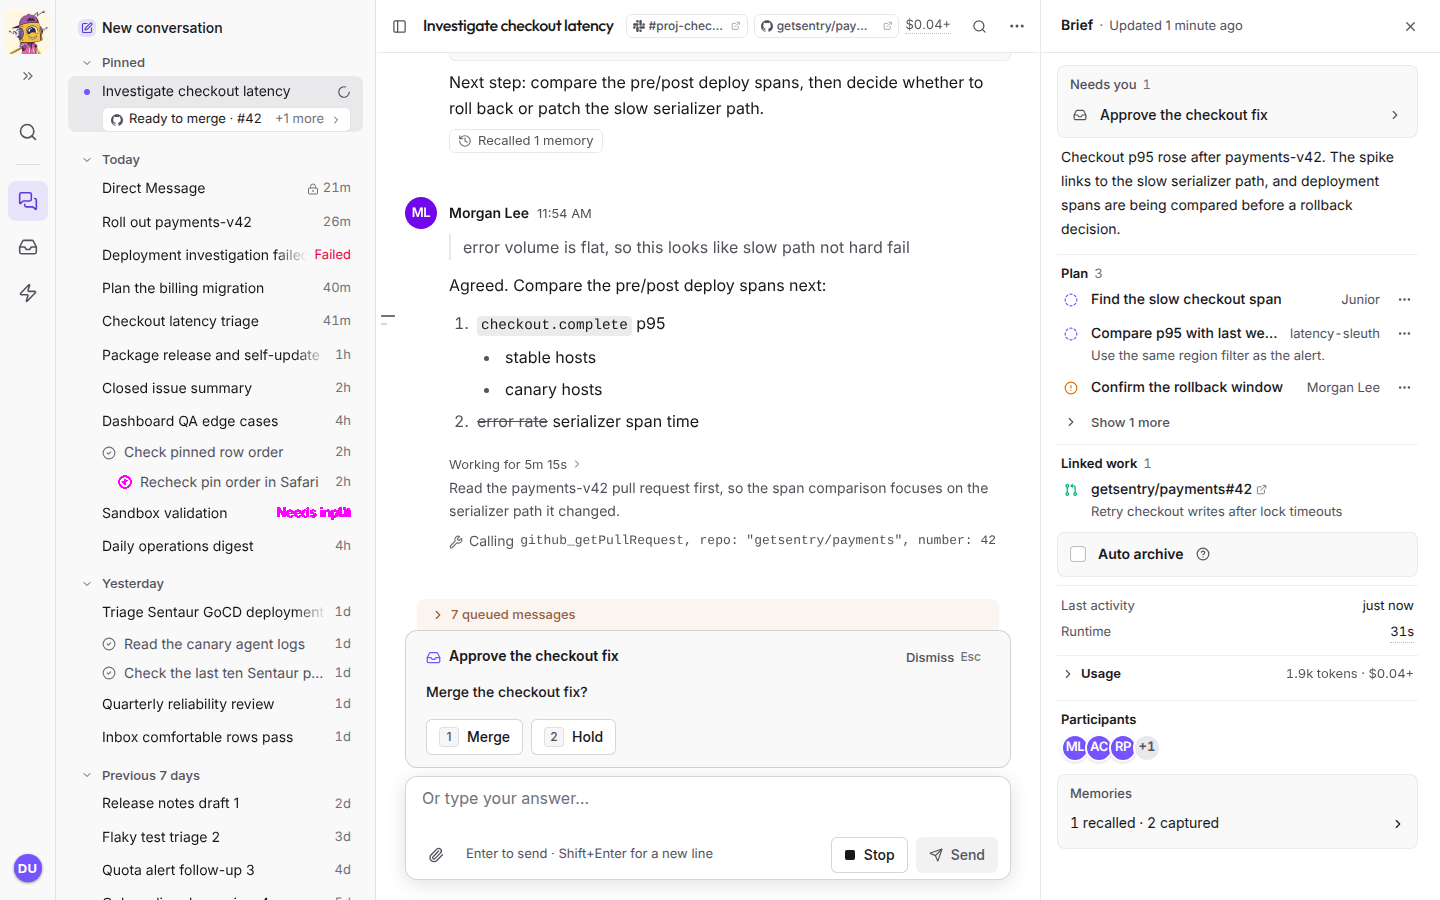 New conversation
Pinned
Investigate checkout latency
Ready to merge · #42 +1 more
Today
Direct Message 21m
Roll out payments-v42 26m
Deployment investigation failed Failed
Plan the billing migration 40m
Checkout latency triage 41m
Package release and self-update 1h
Closed issue summary 2h
Dashboard QA edge cases 4h
Check pinned row order 2h
Recheck pin order in Safari 2h
Sandbox validation Needs input
Daily operations digest 4h
Yesterday
Triage Sentaur GoCD deployment 1d
Read the canary agent logs 1d
Check the last ten Sentaur p... 1d
Quarterly reliability review 1d
Inbox comfortable rows pass 1d
Previous 7 days
Release notes draft 1 2d
Flaky test triage 2 3d
Quota alert follow-up 3 4d
DU
Investigate checkout latency #proj-chec... getsentry/pay... $0.04+
Next step: compare the pre/post deploy spans, then decide whether to
roll back or patch the slow serializer path.
Recalled 1 memory
ML Morgan Lee 11:54 AM
error volume is flat, so this looks like slow path not hard fail
Agreed. Compare the pre/post deploy spans next:
1. checkout.complete p95
• stable hosts
• canary hosts
2. error rate serializer span time
Working for 5m 15s
Read the payments-v42 pull request first, so the span comparison focuses on the
serializer path it changed.
Calling github_getPullRequest, repo: "getsentry/payments", number: 42
7 queued messages
Approve the checkout fix Dismiss Esc
Merge the checkout fix?
1 Merge 2 Hold
Or type your answer...
Enter to send · Shift+Enter for a new line Stop Send
Brief · Updated 1 minute ago
Needs you 1
Approve the checkout fix
Checkout p95 rose after payments-v42. The spike
links to the slow serializer path, and deployment
spans are being compared before a rollback
decision.
Plan 3
Find the slow checkout span Junior
Compare p95 with last we... latency-sleuth
Use the same region filter as the alert.
Confirm the rollback window Morgan Lee
Show 1 more
Linked work 1
getsentry/payments#42
Retry checkout writes after lock timeouts
Auto archive
Last activity just now
Runtime 31s
Usage 1.9k tokens · $0.04+
Participants
ML AC RP +1
Memories
1 recalled · 2 captured